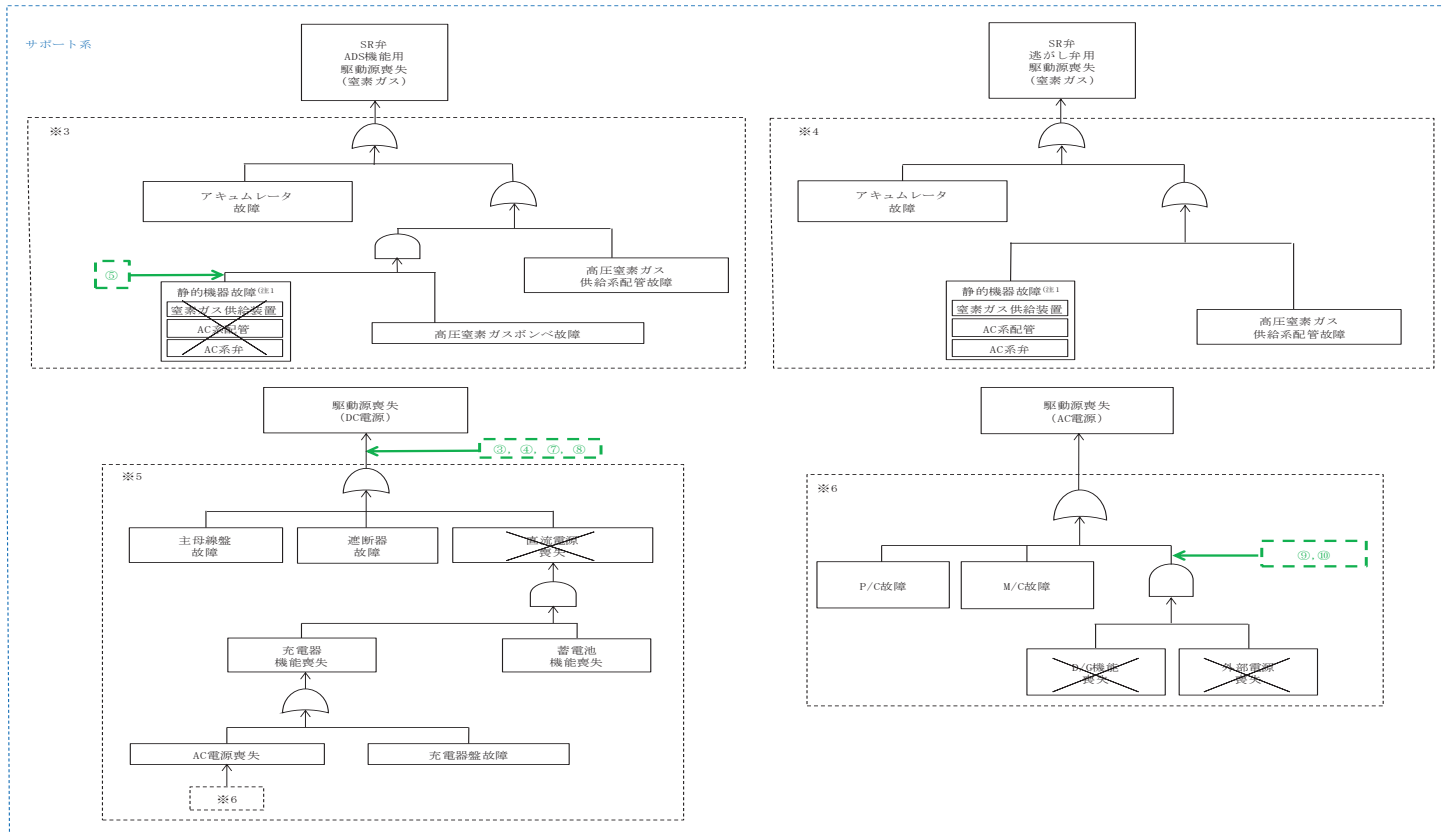 サポート系
SR弁
ADS機能用
駆動源喪失
(窒素ガス)
※3
アキュムレータ
故障
⑤
静的機器故障(注1
窒素ガス供給装置
AC系配管
AC系弁
高圧窒素ガス
供給系配管故障
高圧窒素ガスボンベ故障
SR弁
逃がし弁用
駆動源喪失
(窒素ガス)
※4
アキュムレータ
故障
静的機器故障(注1
窒素ガス供給装置
AC系配管
AC系弁
高圧窒素ガス
供給系配管故障
駆動源喪失
(DC電源)
③, ④, ⑦, ⑧
※5
主母線盤
故障
遮断器
故障
直流電源
喪失
充電器
機能喪失
蓄電池
機能喪失
AC電源喪失
充電器盤故障
※6
駆動源喪失
(AC電源)
※6
⑨,⑩
P/C故障
M/C故障
D/G機能
喪失
外部電源
喪失